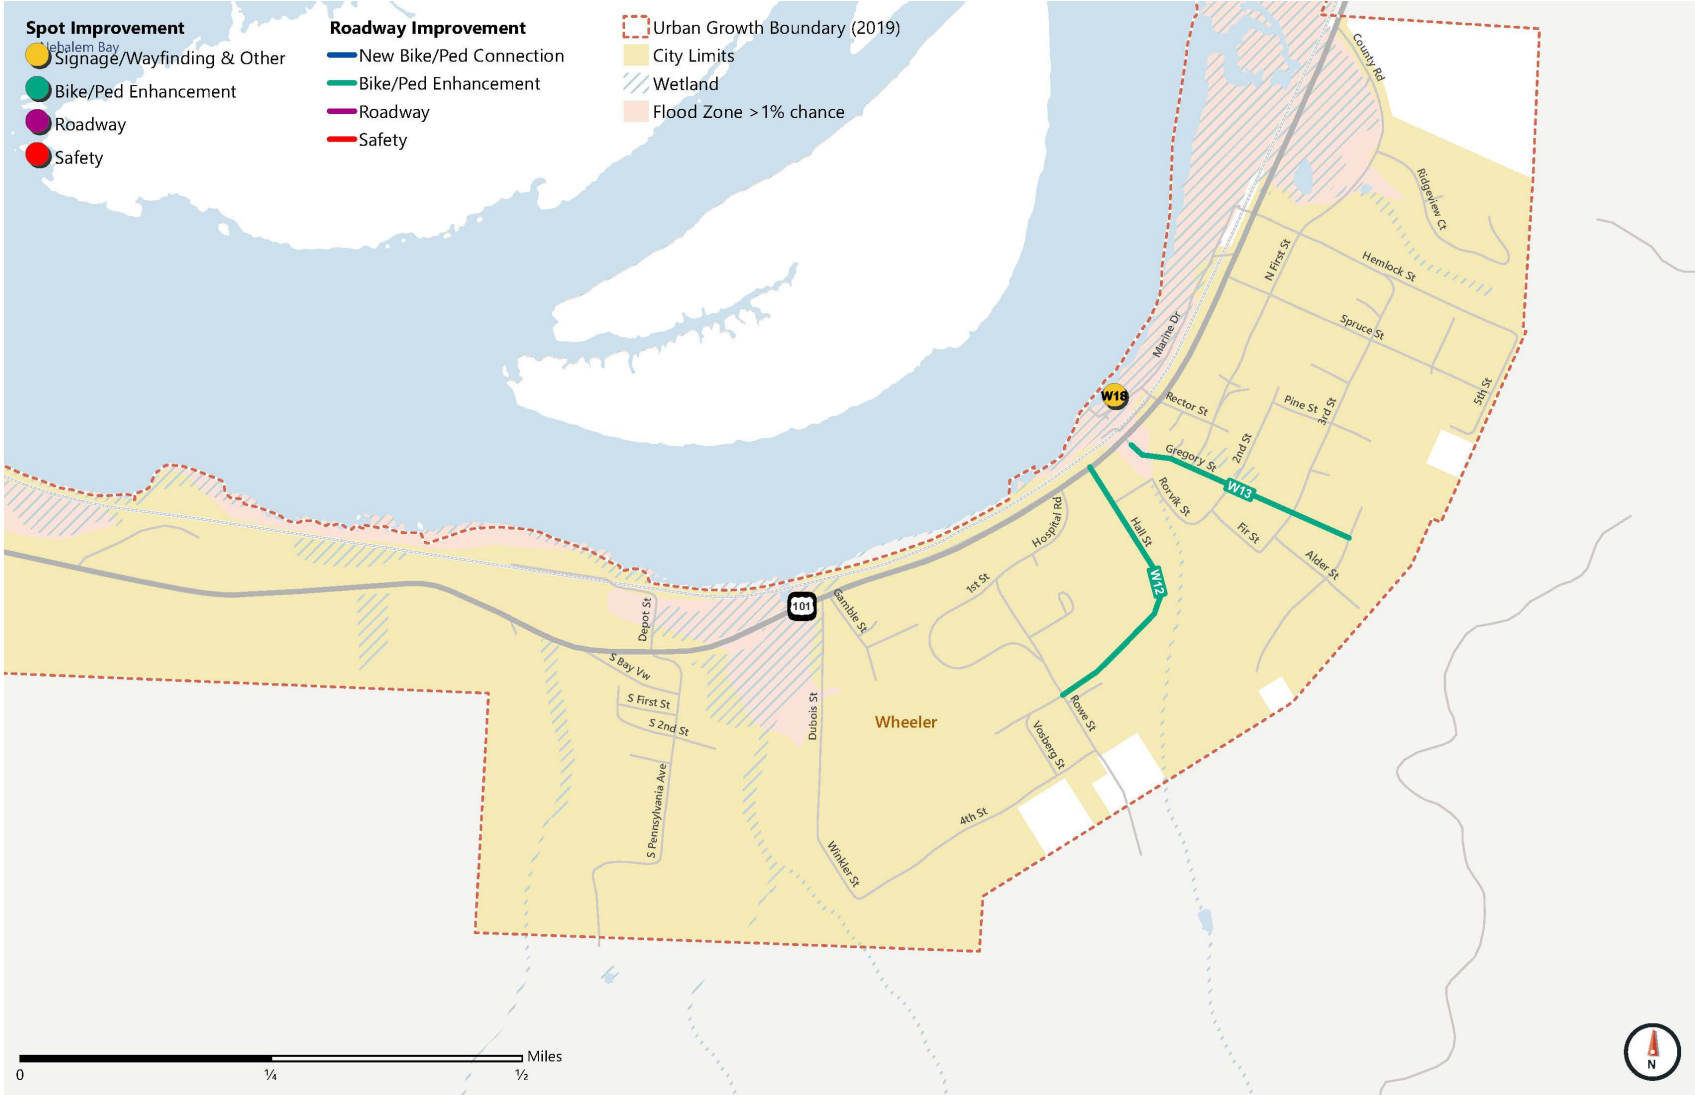 Spot Improvement
Nehalem Bay
Signage/Wayfinding & Other
Bike/Ped Enhancement
Roadway
Safety
Roadway Improvement
New Bike/Ped Connection
Bike/Ped Enhancement
Roadway
Safety
Urban Growth Boundary (2019)
City Limits
Wetland
Flood Zone >1% chance
County Rd
Ridgeview Ct
N First St
Hemlock St
Spruce St
Marine Dr
5th St
W18
Rector St
Pine St
3rd St
2nd St
Gregory St
W13
Rorvik St
Hall St
Fir St
Alder St
Hospital Rd
W12
1st St
101
Gamble St
Depot St
S Bay Vw
S First St
S 2nd St
Dubois St
Wheeler
Rowe St
Vosberg St
S Pennsylvania Ave
4th St
Winkler St
Miles
0
¼
½
N